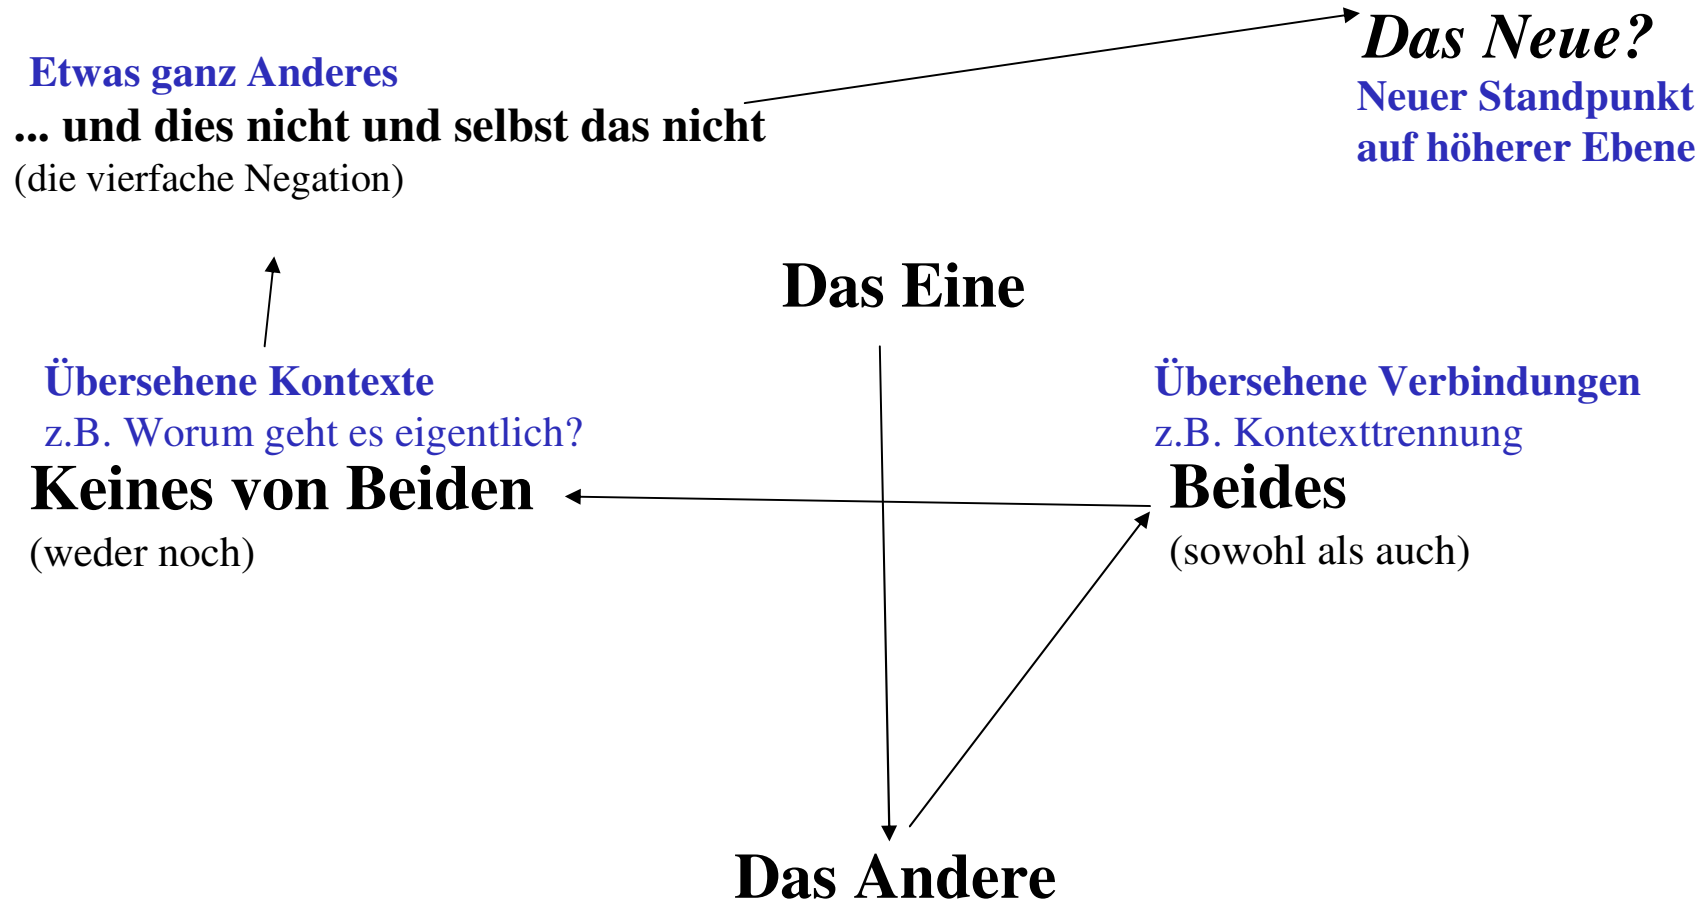 Das Neue?
Neuer Standpunkt
auf höherer Ebene
Etwas ganz Anderes
... und dies nicht und selbst das nicht
(die vierfache Negation)
Das Eine
Übersehene Kontexte
z.B. Worum geht es eigentlich?
Keines von Beiden
(weder noch)
Übersehene Verbindungen
z.B. Kontexttrennung
Beides
(sowohl als auch)
Das Andere